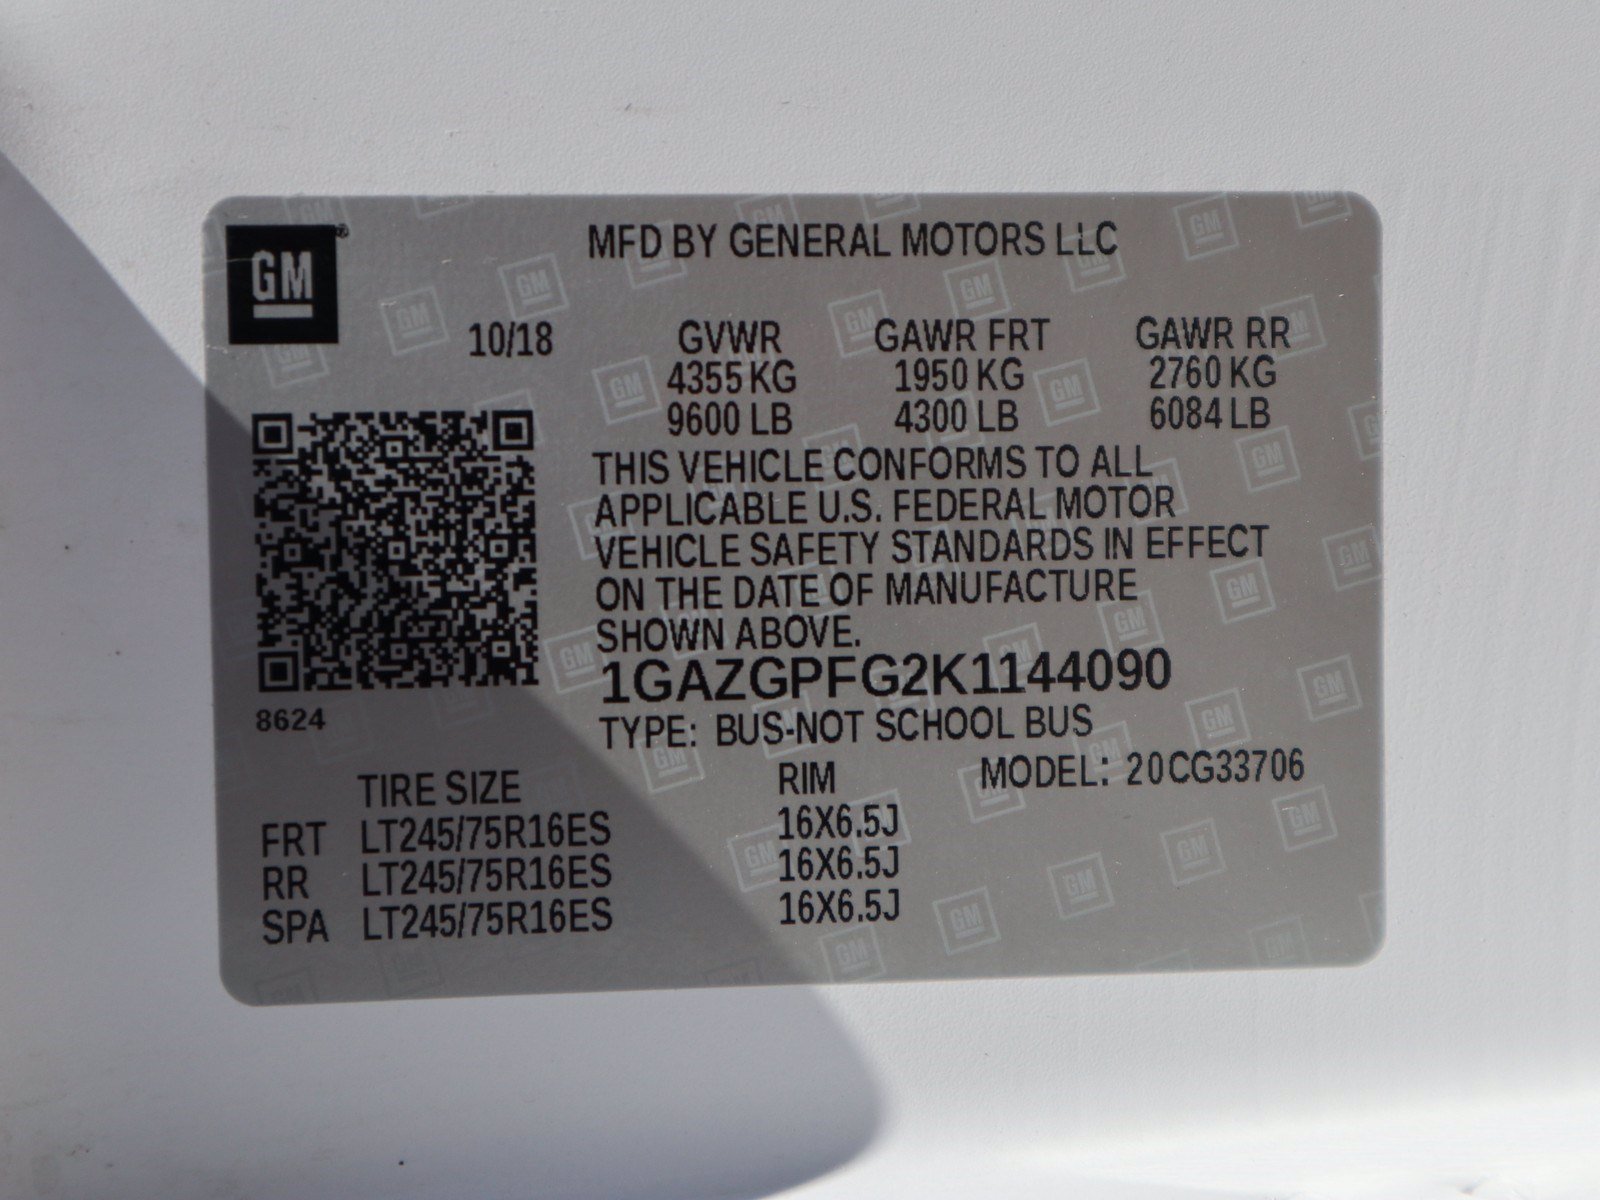 GM
MFD BY GENERAL MOTORS LLC
10/18 GVWR GAWR FRT GAWR RR
4355 KG 1950 KG 2760 KG
9600 LB 4300 LB 6084 LB
THIS VEHICLE CONFORMS TO ALL
APPLICABLE U.S. FEDERAL MOTOR
VEHICLE SAFETY STANDARDS IN EFFECT
ON THE DATE OF MANUFACTURE
SHOWN ABOVE.
1GAZGPFG2K1144090
8624
TYPE: BUS-NOT SCHOOL BUS
TIRE SIZE RIM MODEL: 20CG33706
FRT LT245/75R16ES 16X6.5J
RR LT245/75R16ES 16X6.5J
SPA LT245/75R16ES 16X6.5J